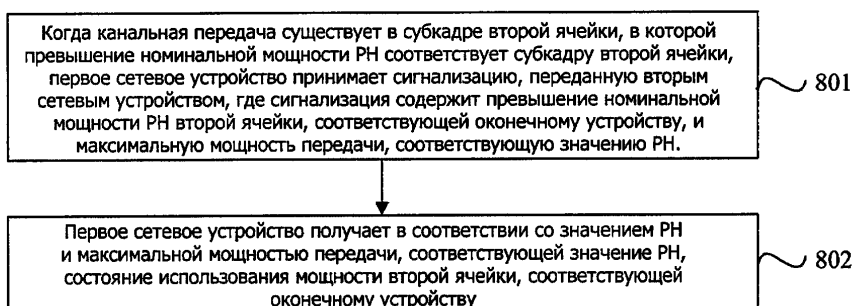 Когда канальная передача существует в субкадре второй ячейки, в которой
превышение номинальной мощности PH соответствует субкадру второй ячейки,
первое сетевое устройство принимает сигнализацию, переданную вторым
сетевым устройством, где сигнализация содержит превышение номинальной
мощности PH второй ячейки, соответствующей оконечному устройству, и
максимальную мощность передачи, соответствующую значению PH.
801
Первое сетевое устройство получает в соответствии со значением PH
и максимальной мощностью передачи, соответствующей значение PH,
состояние использования мощности второй ячейки, соответствующей
оконечному устройству
802